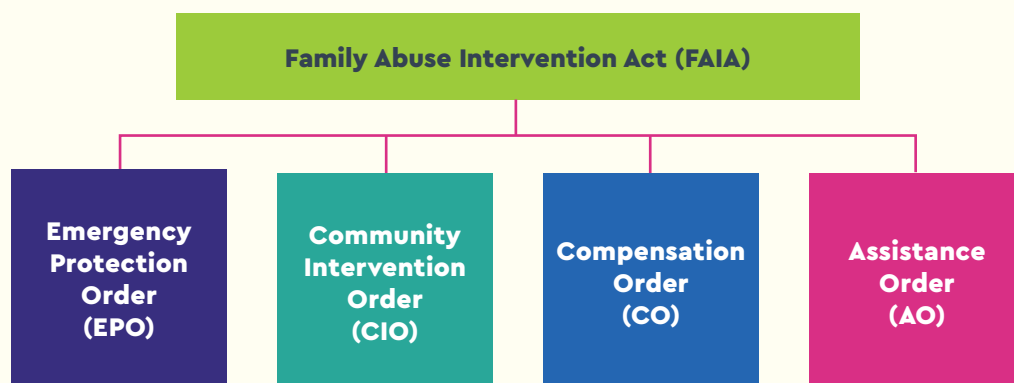 Family Abuse Intervention Act (FAIA)
Emergency
Protection
Order
(EPO)
Community
Intervention
Order
(CIO)
Compensation
Order
(CO)
Assistance
Order
(AO)